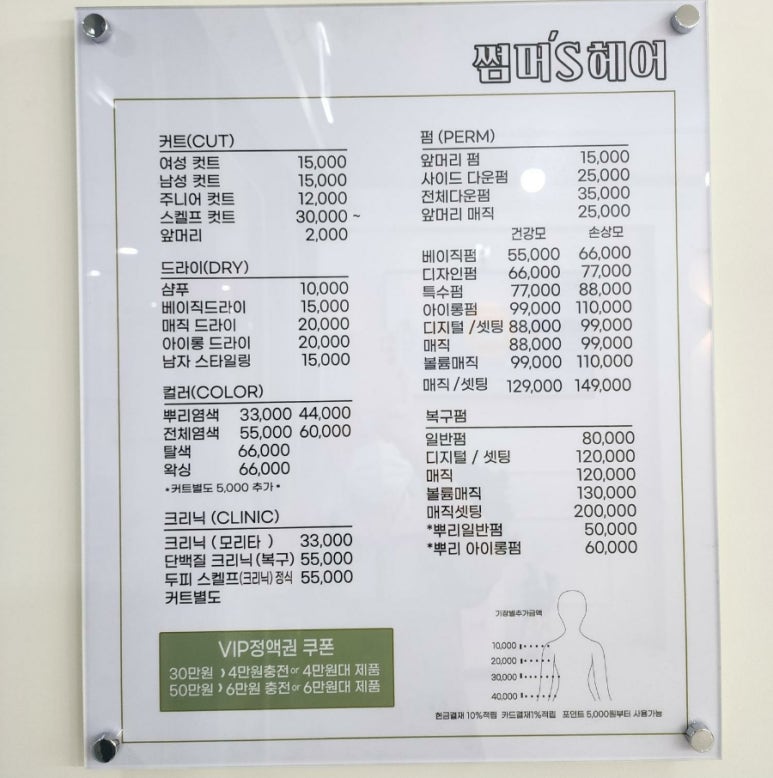 썸머'S헤어
커트(CUT)
여성 컷트 15,000
남성 컷트 15,000
주니어 컷트 12,000
스켈프 컷트 30,000 ~
앞머리 2,000
드라이(DRY)
샴푸 10,000
베이직드라이 15,000
매직 드라이 20,000
아이롱 드라이 20,000
남자 스타일링 15,000
컬러(COLOR)
뿌리염색 33,000 44,000
전체염색 55,000 60,000
탈색 66,000
왁싱 66,000
*커트별도 5,000 추가*
크리닉 (CLINIC)
크리닉 (모리타 ) 33,000
단백질 크리닉(복구) 55,000
두피 스켈프(크리닉) 정식 55,000
커트별도
VIP정액권 쿠폰
30만원 > 4만원충전 or 4만원대 제품
50만원 > 6만원 충전 or 6만원대 제품
펌 (PERM)
앞머리 펌 15,000
사이드 다운펌 25,000
전체다운펌 35,000
앞머리 매직 25,000
건강모 손상모
베이직펌 55,000 66,000
디자인펌 66,000 77,000
특수펌 77,000 88,000
아이롱펌 99,000 110,000
디지털 /셋팅 88,000 99,000
매직 88,000 99,000
볼륨매직 99,000 110,000
매직 /셋팅 129,000 149,000
복구펌
일반펌 80,000
디지털 / 셋팅 120,000
매직 120,000
볼륨매직 130,000
매직셋팅 200,000
*뿌리일반펌 50,000
*뿌리 아이롱펌 60,000
기장별추가금액
10,000
20,000
30,000
40,000
현금결재 10%적립 카드결재1%적립 포인트 5,000원부터 사용가능